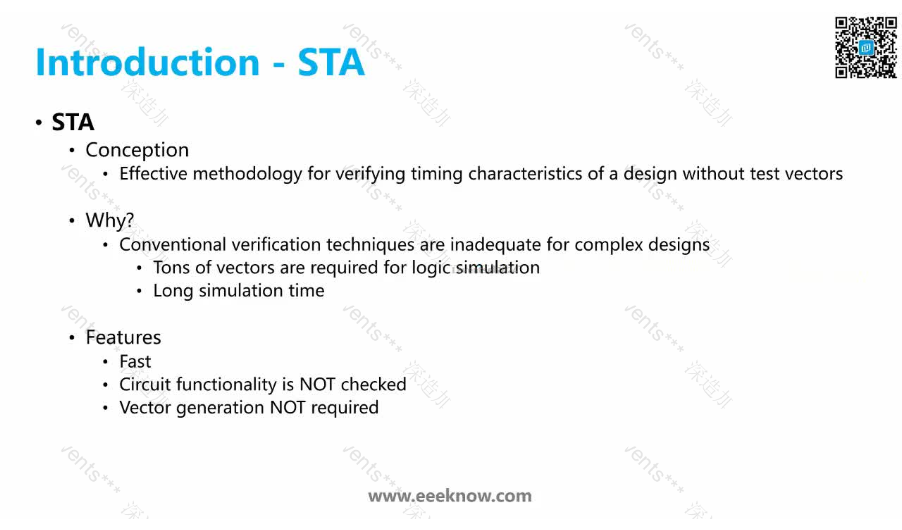 Introduction - STA
• STA
• Conception
• Effective methodology for verifying timing characteristics of a design without test vectors
• Why?
• Conventional verification techniques are inadequate for complex designs
• Tons of vectors are required for logic simulation
• Long simulation time
• Features
• Fast
• Circuit functionality is NOT checked
• Vector generation NOT required
www.eeeknow.com